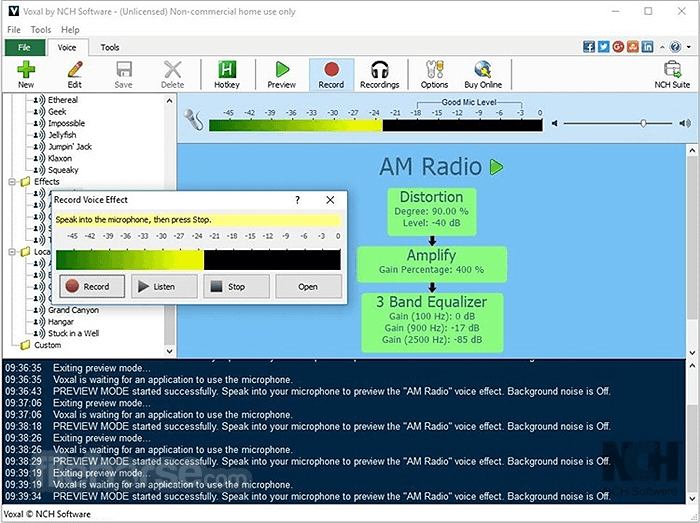 Voxal by NCH Software - (Unlicensed) Non-commercial home use only
File Tools Help
File Voice Tools
New Edit Save Delete Hotkey Preview Record Recordings Options Buy Online NCH Suite
Ethereal
Geek
Impossible
Jellyfish
Jumpin' Jack
Klaxon
Squeaky
Effects
Loca
Grand Canyon
Hangar
Stuck in a Well
Custom
Good Mic Level
-45 -42 -39 -36 -33 -30 -27 -24 -21 -18 -15 -12 -9 -6 -3 0
AM Radio
Distortion
Degree: 90.00 %
Level: -40 dB
Amplify
Gain Percentage: 400 %
3 Band Equalizer
Gain (100 Hz): 0 dB
Gain (900 Hz): -17 dB
Gain (2500 Hz): -85 dB
Record Voice Effect
Speak into the microphone, then press Stop.
-45 -42 -39 -36 -33 -30 -27 -24 -21 -18 -15 -12 -9 -6 -3 0
Record Listen Stop Open
09:36:35 Exiting preview mode...
09:36:35 Voxal is waiting for an application to use the microphone.
09:36:43 PREVIEW MODE started successfully. Speak into your microphone to preview the "AM Radio" voice effect. Background noise is Off.
09:37:06 Exiting preview mode...
09:37:06 Voxal is waiting for an application to use the microphone.
09:38:18 PREVIEW MODE started successfully. Speak into your microphone to preview the "AM Radio" voice effect. Background noise is Off.
09:38:26 Exiting preview mode...
09:38:26 Voxal is waiting for an application to use the microphone.
09:38:29 PREVIEW MODE started successfully. Speak into your microphone to preview the "AM Radio" voice effect. Background noise is Off.
09:39:19 Exiting preview mode...
09:39:19 Voxal is waiting for an application to use the microphone.
09:39:34 PREVIEW MODE started successfully. Speak into your microphone to preview the "AM Radio" voice effect. Background noise is Off.
NCH
NCH Software
Voxal © NCH Software